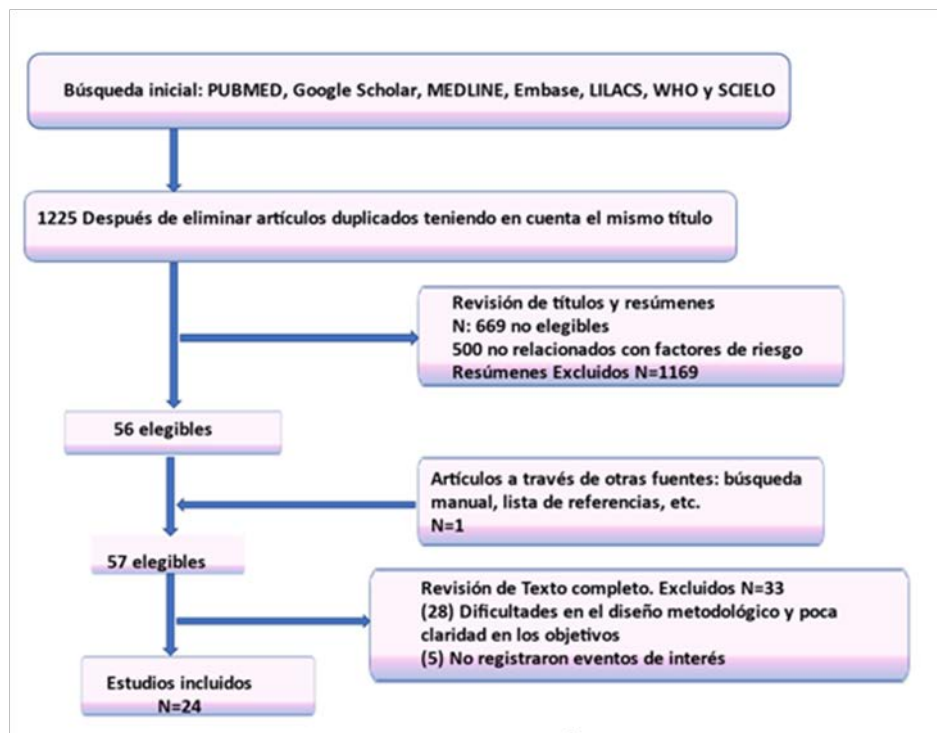 Búsqueda inicial: PUBMED, Google Scholar, MEDLINE, Embase, LILACS, WHO y SCIELO
1225 Después de eliminar artículos duplicados teniendo en cuenta el mismo título
Revisión de títulos y resúmenes
N: 669 no elegibles
500 no relacionados con factores de riesgo
Resúmenes Excluidos N=1169
56 elegibles
Artículos a través de otras fuentes: búsqueda
manual, lista de referencias, etc.
N=1
57 elegibles
Revisión de Texto completo. Excluidos N=33
(28) Dificultades en el diseño metodológico y poca
claridad en los objetivos
(5) No registraron eventos de interés
Estudios incluidos
N=24